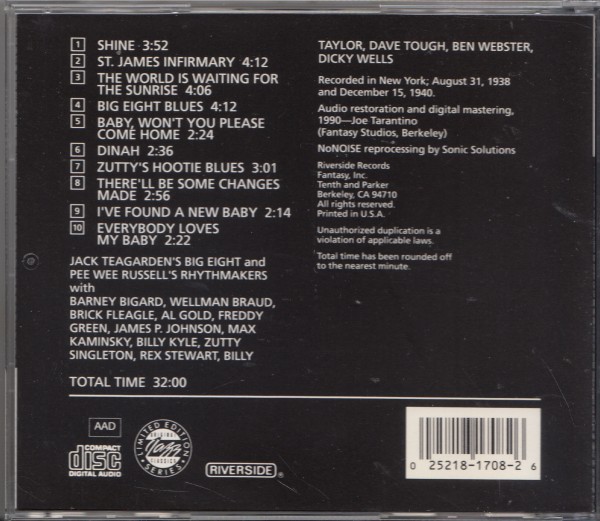 1 SHINE 3:52
2 ST. JAMES INFIRMARY 4:12
3 THE WORLD IS WAITING FOR
THE SUNRISE 4:06
4 BIG EIGHT BLUES 4:12
5 BABY, WON'T YOU PLEASE
COME HOME 2:24
6 DINAH 2:36
7 ZUTTY'S HOOTIE BLUES 3:01
8 THERE'LL BE SOME CHANGES
MADE 2:56
9 I'VE FOUND A NEW BABY 2:14
10 EVERYBODY LOVES
MY BABY 2:22
JACK TEAGARDEN'S BIG EIGHT and
PEE WEE RUSSELL'S RHYTHMAKERS
with
BARNEY BIGARD, WELLMAN BRAUD,
BRICK FLEAGLE, AL GOLD, FREDDY
GREEN, JAMES P. JOHNSON, MAX
KAMINSKY, BILLY KYLE, ZUTTY
SINGLETON, REX STEWART, BILLY
TAYLOR, DAVE TOUGH, BEN WEBSTER,
DICKY WELLS
Recorded in New York; August 31, 1938
and December 15, 1940.
Audio restoration and digital mastering,
1990—Joe Tarantino
(Fantasy Studios, Berkeley)
NoNOISE reprocessing by Sonic Solutions
Riverside Records
Fantasy, Inc.
Tenth and Parker
Berkeley, CA 94710
All rights reserved.
Printed in U.S.A.
Unauthorized duplication is a
violation of applicable laws.
Total time has been rounded off
to the nearest minute.
TOTAL TIME 32:00
AAD
COMPACT
disc
DIGITAL AUDIO
LIMITED EDITION
ORIGINAL
Jazz
CLASSICS
SERIES
RIVERSIDE®
0 25218-1708-2 6